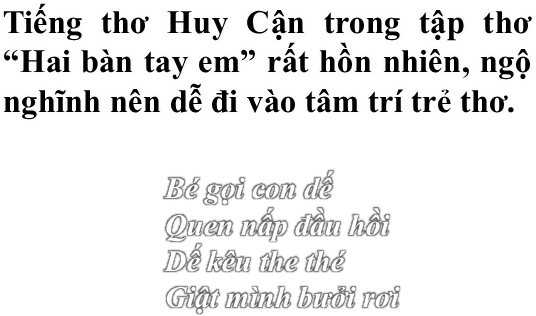 Tiếng thơ Huy Cận trong tập thơ
“Hai bàn tay em” rất hồn nhiên, ngộ
nghĩnh nên dễ đi vào tâm trí trẻ thơ.
Bé gọi con dế
Quen nấp đầu hồi
Dế kêu the thé
Giật mình bưởi rơi